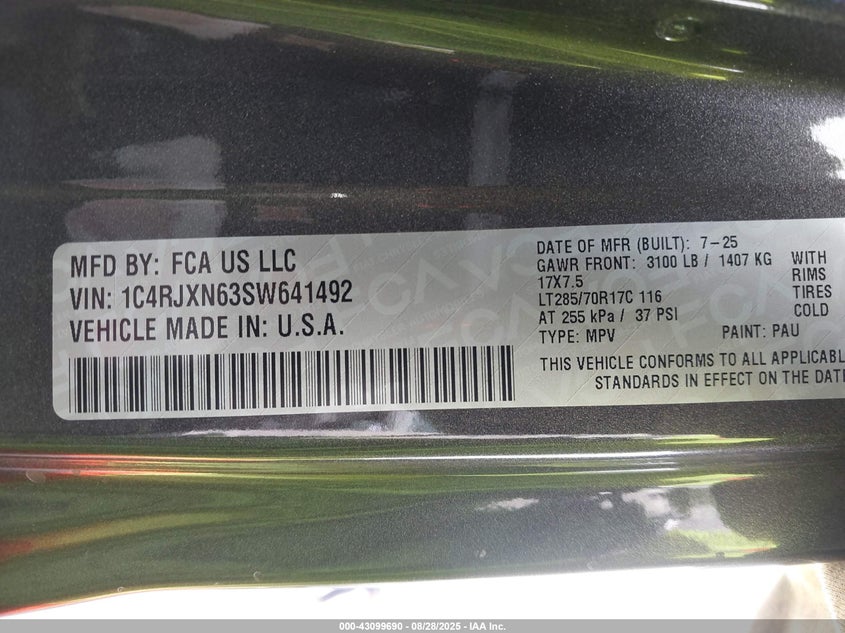 MFD BY: FCA US LLC
VIN: 1C4RJXN63SW641492
VEHICLE MADE IN: U.S.A.
DATE OF MFR (BUILT): 7-25
GAWR FRONT: 3100 LB / 1407 KG WITH
17X7.5 RIMS
LT285/70R17C 116 TIRES
AT 255 kPa / 37 PSI COLD
TYPE: MPV PAINT: PAU
THIS VEHICLE CONFORMS TO ALL APPLICABL
STANDARDS IN EFFECT ON THE DATE
000-43099690 - 08/28/2025 - IAA Inc.